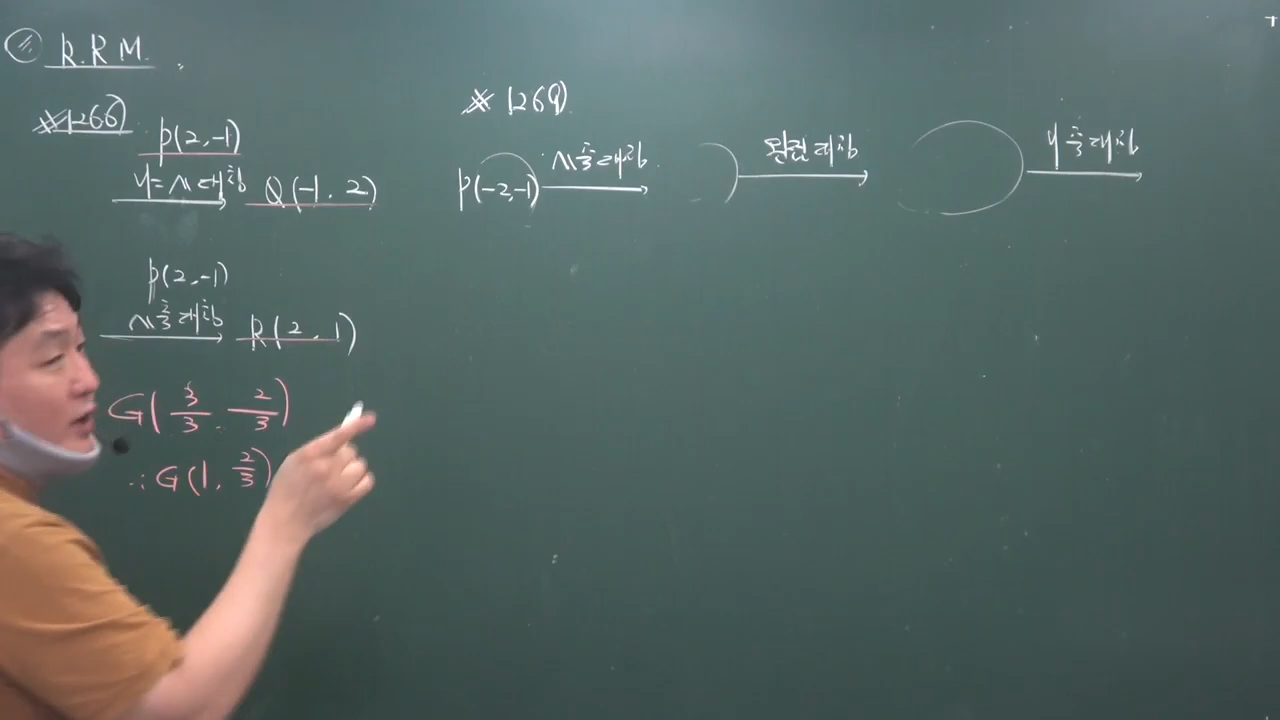 R.P.M.
※1266)
P(2,-1)
y=x대칭
Q(-1, 2)
P(2,-1)
x축대칭
R(2, 1)
G(3/3, 2/3)
∴G(1, 2/3)
※1269)
P(-2,-1) x축대칭 원점대칭 y축대칭